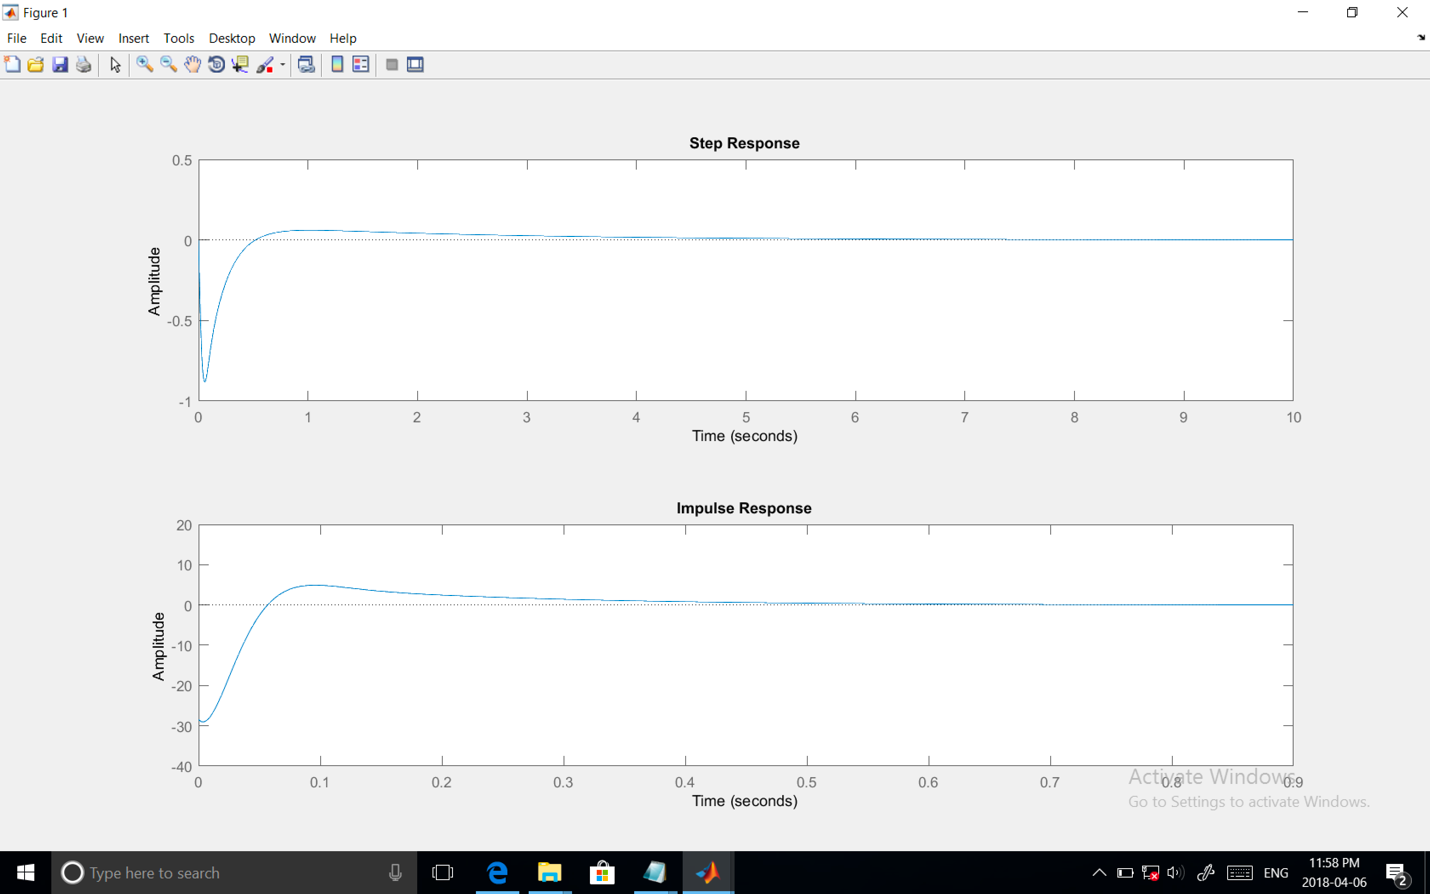 Figure 1
File Edit View Insert Tools Desktop Window Help
Step Response
0.5
0
-0.5
-1
Amplitude
0 1 2 3 4 5 6 7 8 9 10
Time (seconds)
Impulse Response
20
10
0
-10
-20
-30
-40
Amplitude
0 0.1 0.2 0.3 0.4 0.5 0.6 0.7 0.8 0.9
Time (seconds)
Activate Windows
Go to Settings to activate Windows.
Type here to search
ENG
11:58 PM
2018-04-06
2